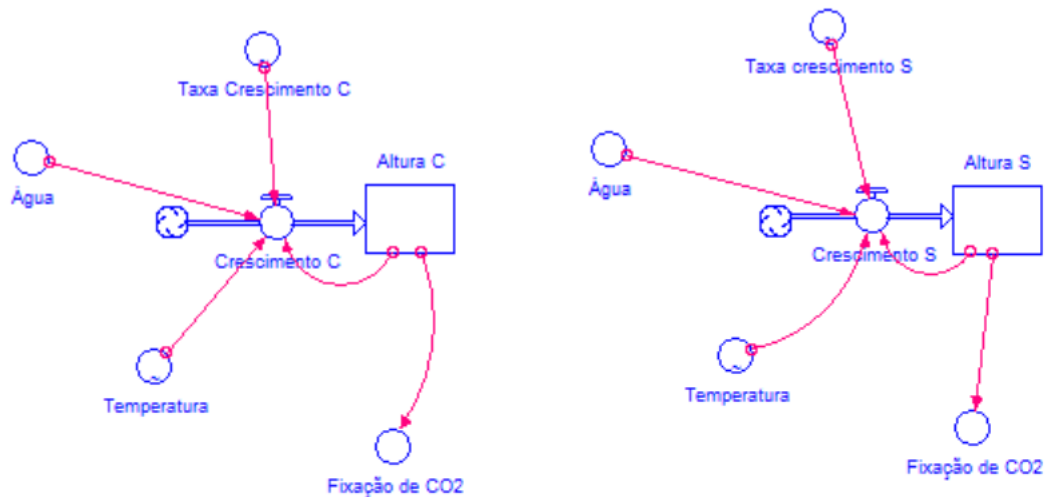 Taxa Crescimento C
Água
Altura C
Crescimento C
Temperatura
Fixação de CO2
Taxa crescimento S
Água
Altura S
Crescimento S
Temperatura
Fixação de CO2